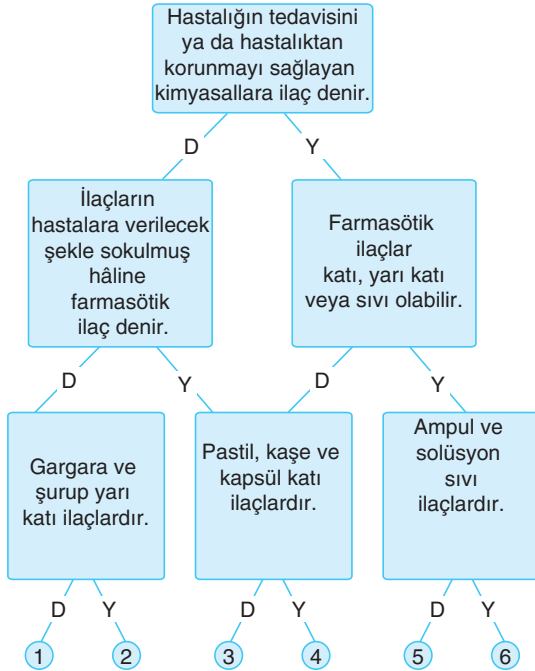 Hastalığın tedavisini
ya da hastalıktan
korunmayı sağlayan
kimyasallara ilaç denir.
D
Y
İlaçların
hastalara verilecek
şekle sokulmuş
hâline
farmasötik
ilaç denir.
Farmasötik
ilaçlar
katı, yarı katı
veya sıvı olabilir.
D
Y
D
Y
Gargara ve
şurup yarı
katı ilaçlardır.
Pastil, kaşe ve
kapsül katı
ilaçlardır.
Ampul ve
solüsyon
sıvı
ilaçlardır.
D
Y
D
Y
D
Y
1
2
3
4
5
6